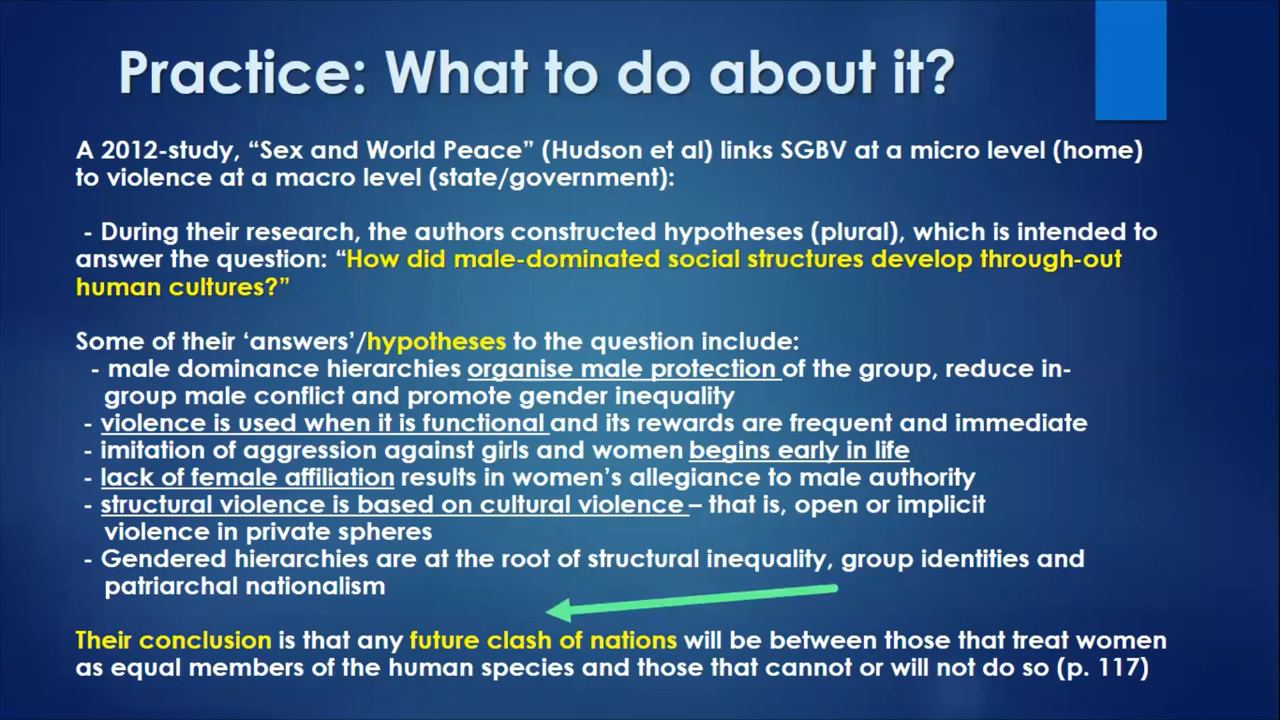 Practice: What to do about it?
A 2012-study, “Sex and World Peace” (Hudson et al) links SGBV at a micro level (home)
to violence at a macro level (state/government):
- During their research, the authors constructed hypotheses (plural), which is intended to
answer the question: “How did male-dominated social structures develop through-out
human cultures?”
Some of their ‘answers’/hypotheses to the question include:
- male dominance hierarchies organise male protection of the group, reduce in-
group male conflict and promote gender inequality
- violence is used when it is functional and its rewards are frequent and immediate
- imitation of aggression against girls and women begins early in life
- lack of female affiliation results in women’s allegiance to male authority
- structural violence is based on cultural violence – that is, open or implicit
violence in private spheres
- Gendered hierarchies are at the root of structural inequality, group identities and
patriarchal nationalism
Their conclusion is that any future clash of nations will be between those that treat women
as equal members of the human species and those that cannot or will not do so (p. 117)